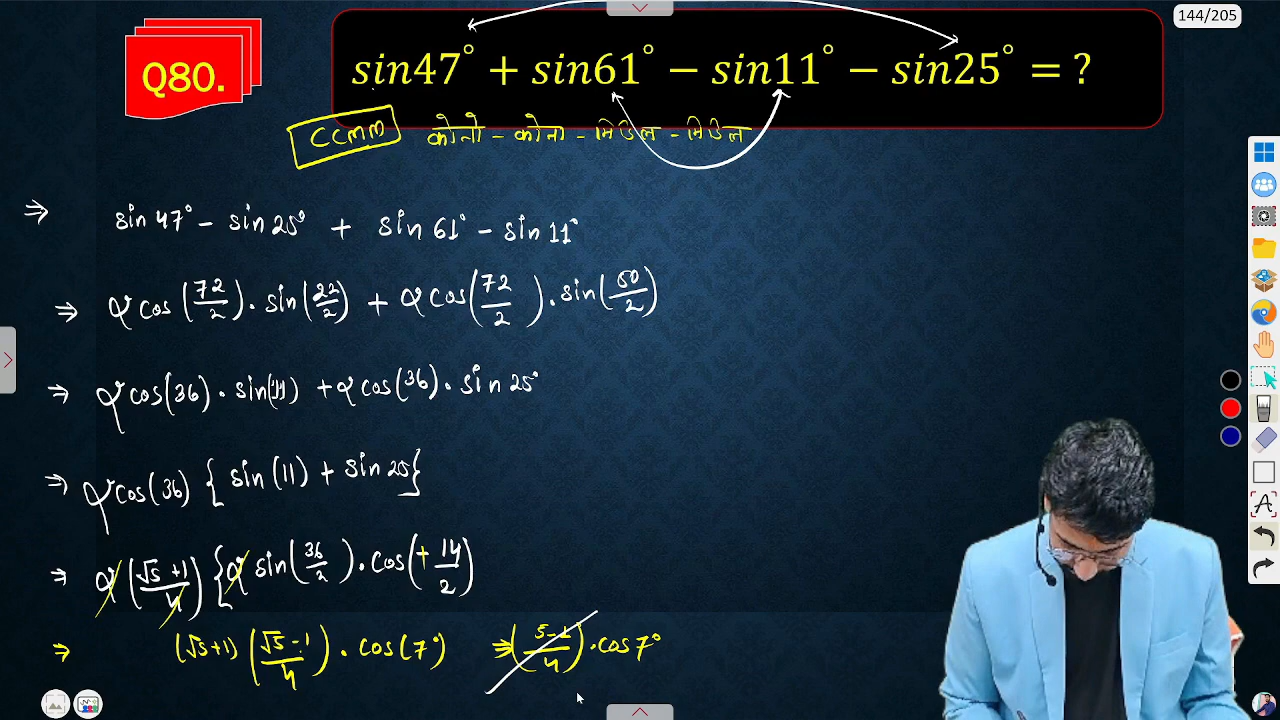 144/205
Q80.
sin47° + sin61° − sin11° − sin25° = ?
CCMM कोना - कोना - मिडिल - मिडिल
⇒ sin 47° − sin 25° + sin 61° − sin 11°
⇒ 2 cos (72/2) · sin(22/2) + 2 cos(72/2) · sin(50/2)
⇒ 2 cos(36) · sin(11) + 2 cos(36) · sin 25°
⇒ 2 cos(36) { sin(11) + sin 25 }
⇒ 2 (√5 +1/4) { 2 sin(36/2) · cos(+14/2)
⇒ (√5+1) (√5 −1/4) · cos(7°) ⇒ (5−1/4) · cos 7°
A